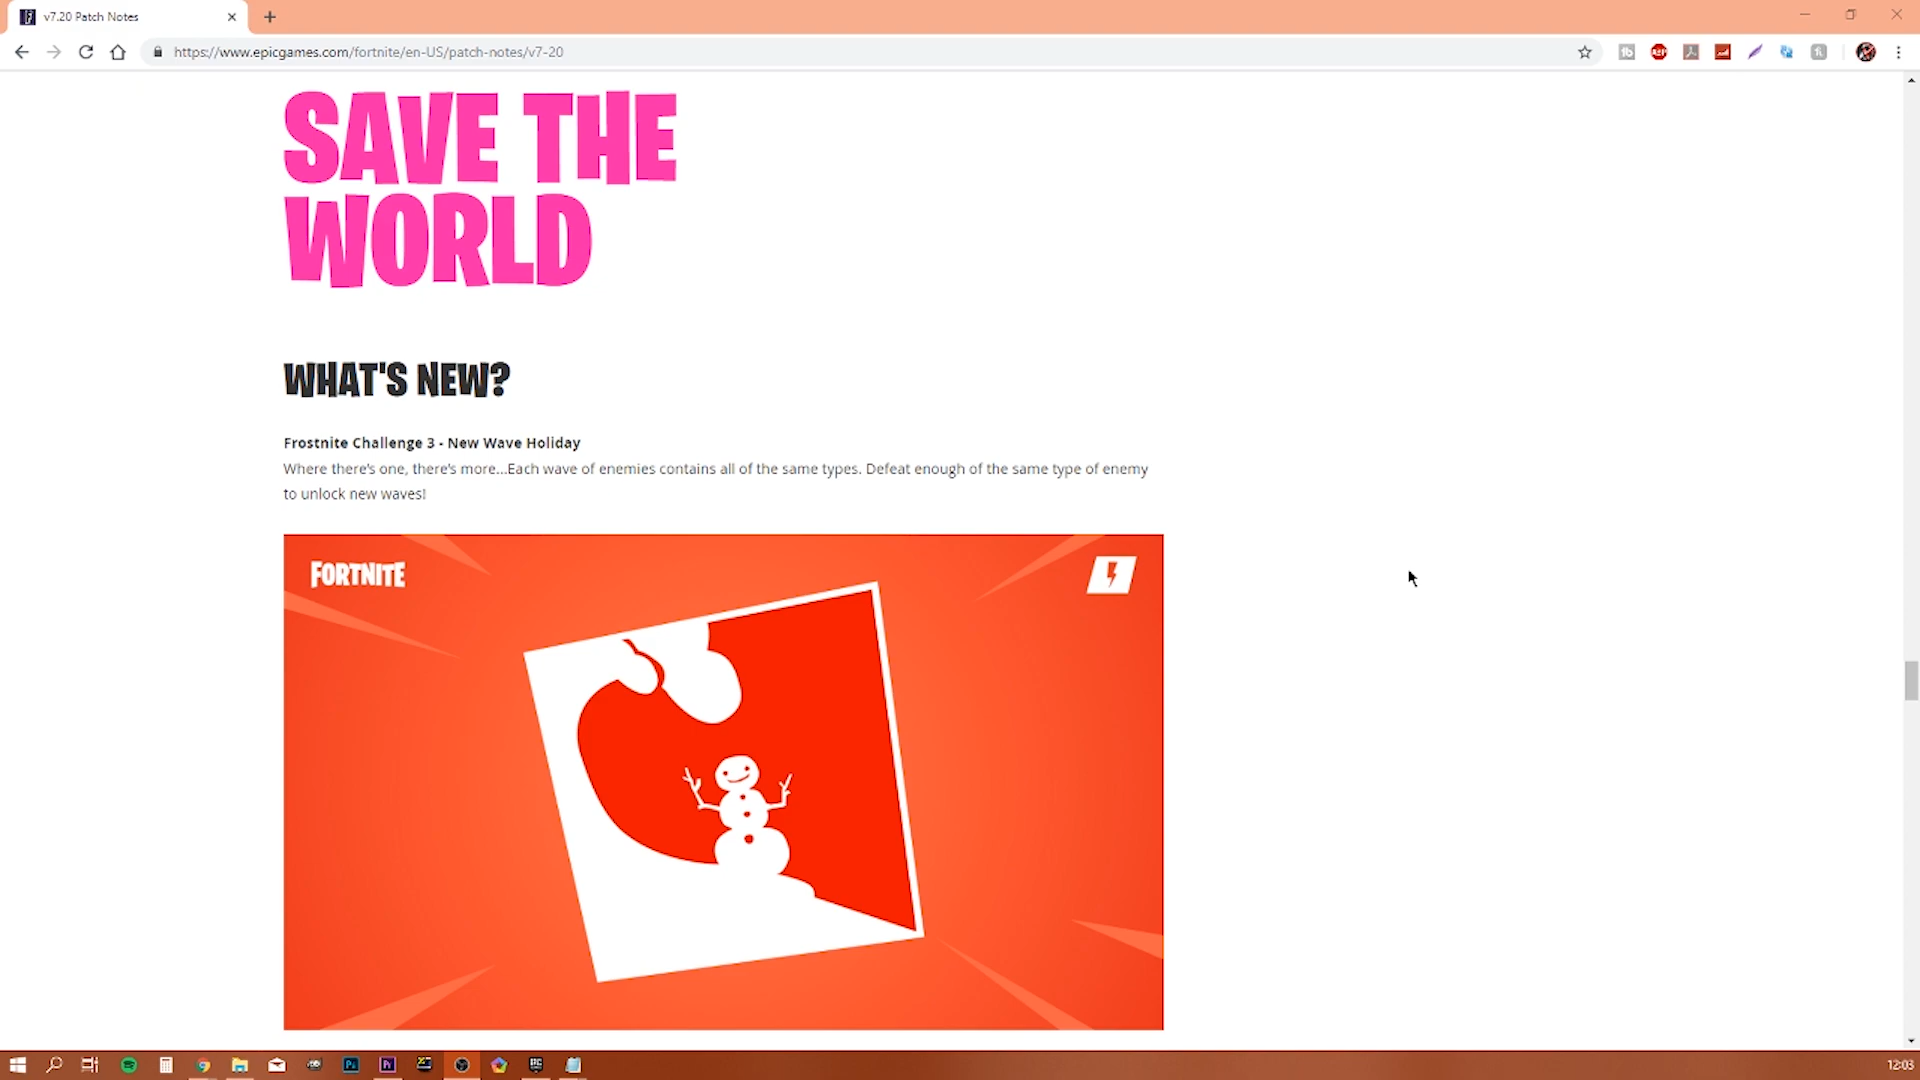 v7.20 Patch Notes
https://www.epicgames.com/fortnite/en-US/patch-notes/v7-20
SAVE THE
WORLD
WHAT'S NEW?
Frostnite Challenge 3 - New Wave Holiday
Where there's one, there's more...Each wave of enemies contains all of the same types. Defeat enough of the same type of enemy
to unlock new waves!
FORTNITE
12:03